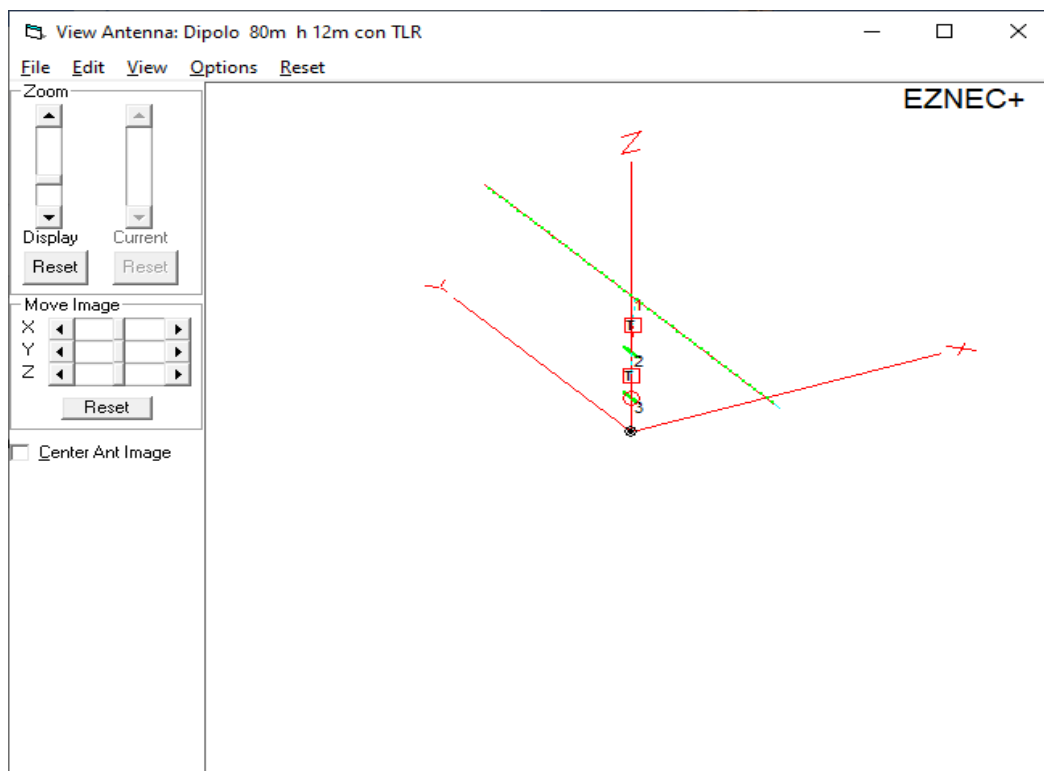 View Antenna: Dipolo 80m h 12m con TLR
File Edit View Options Reset
Zoom
Display Current
Reset Reset
Move Image
X
Y
Z
Reset
Center Ant Image
EZNEC+
Z
Y
X
1
T
2
T
3